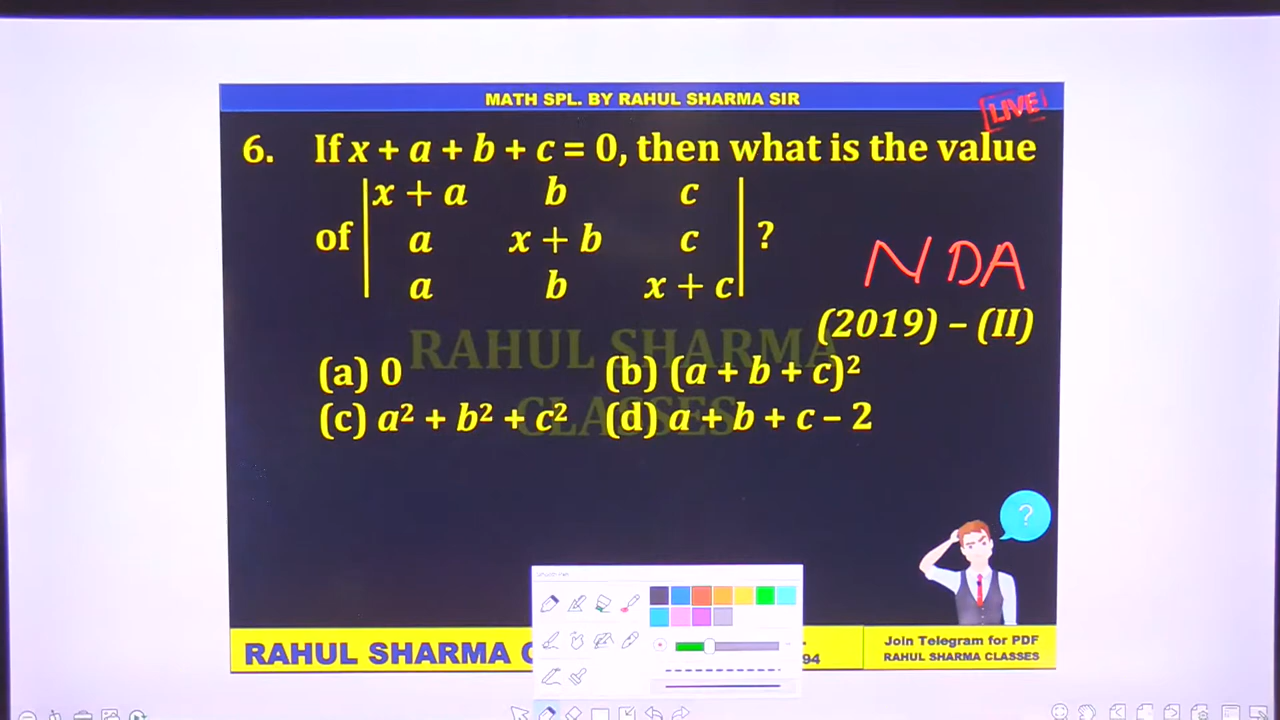 MATH SPL. BY RAHUL SHARMA SIR
LIVE
6. If x + a + b + c = 0, then what is the value
of | x + a b c |
| a x + b c | ?
| a b x + c |
NDA
(2019) – (II)
RAHUL SHARMA
CLASSES
(a) 0 (b) (a + b + c)²
(c) a² + b² + c² (d) a + b + c – 2
?
RAHUL SHARMA C
94
Join Telegram for PDF
RAHUL SHARMA CLASSES